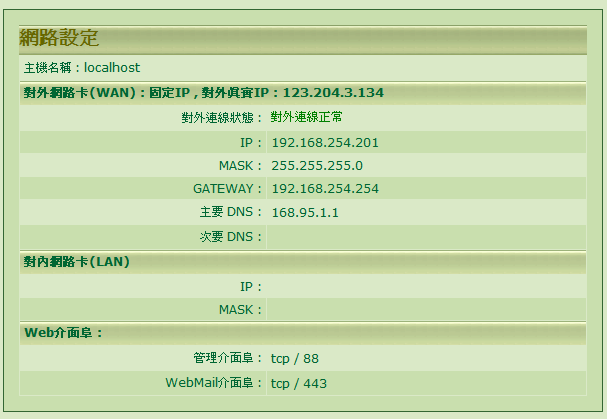 網路設定
主機名稱：localhost
對外網路卡(WAN)：固定IP , 對外真實IP：123.204.3.134
對外連線狀態： 對外連線正常
IP： 192.168.254.201
MASK： 255.255.255.0
GATEWAY： 192.168.254.254
主要 DNS： 168.95.1.1
次要 DNS：
對內網路卡(LAN)
IP：
MASK：
Web介面阜：
管理介面阜： tcp / 88
WebMail介面阜： tcp / 443